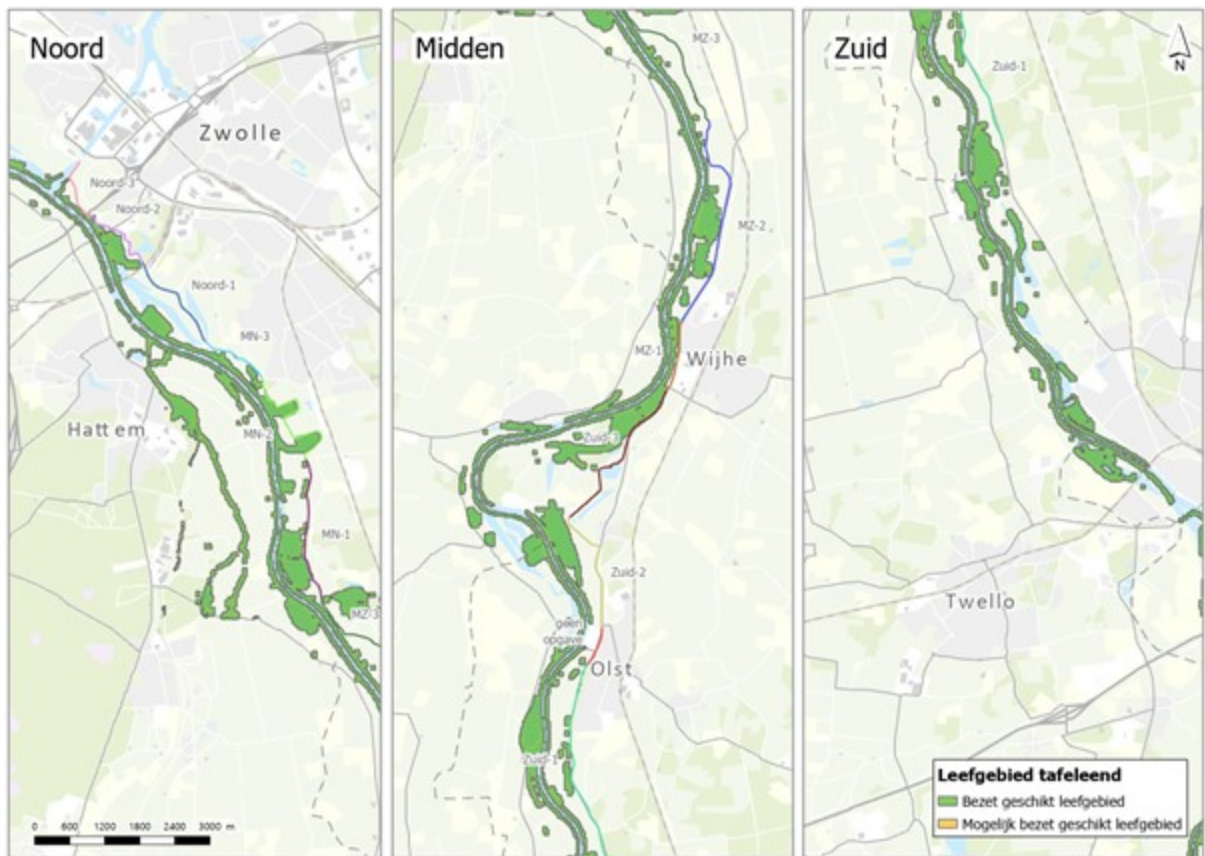 Noord
Zwolle
Noord-3
Noord-2
Noord-1
MN-3
Hattem
MN-2
MN-1
MZ-3
0 600 1200 1800 2400 3000 m
Midden
MZ-3
MZ-2
MZ-1
Wijhe
Zuid-3
Zuid-2
geen
opgave
Olst
Zuid-1
Zuid
Zuid-1
N
Twello
Leefgebied tafeleend
Bezet geschikt leefgebied
Mogelijk bezet geschikt leefgebied